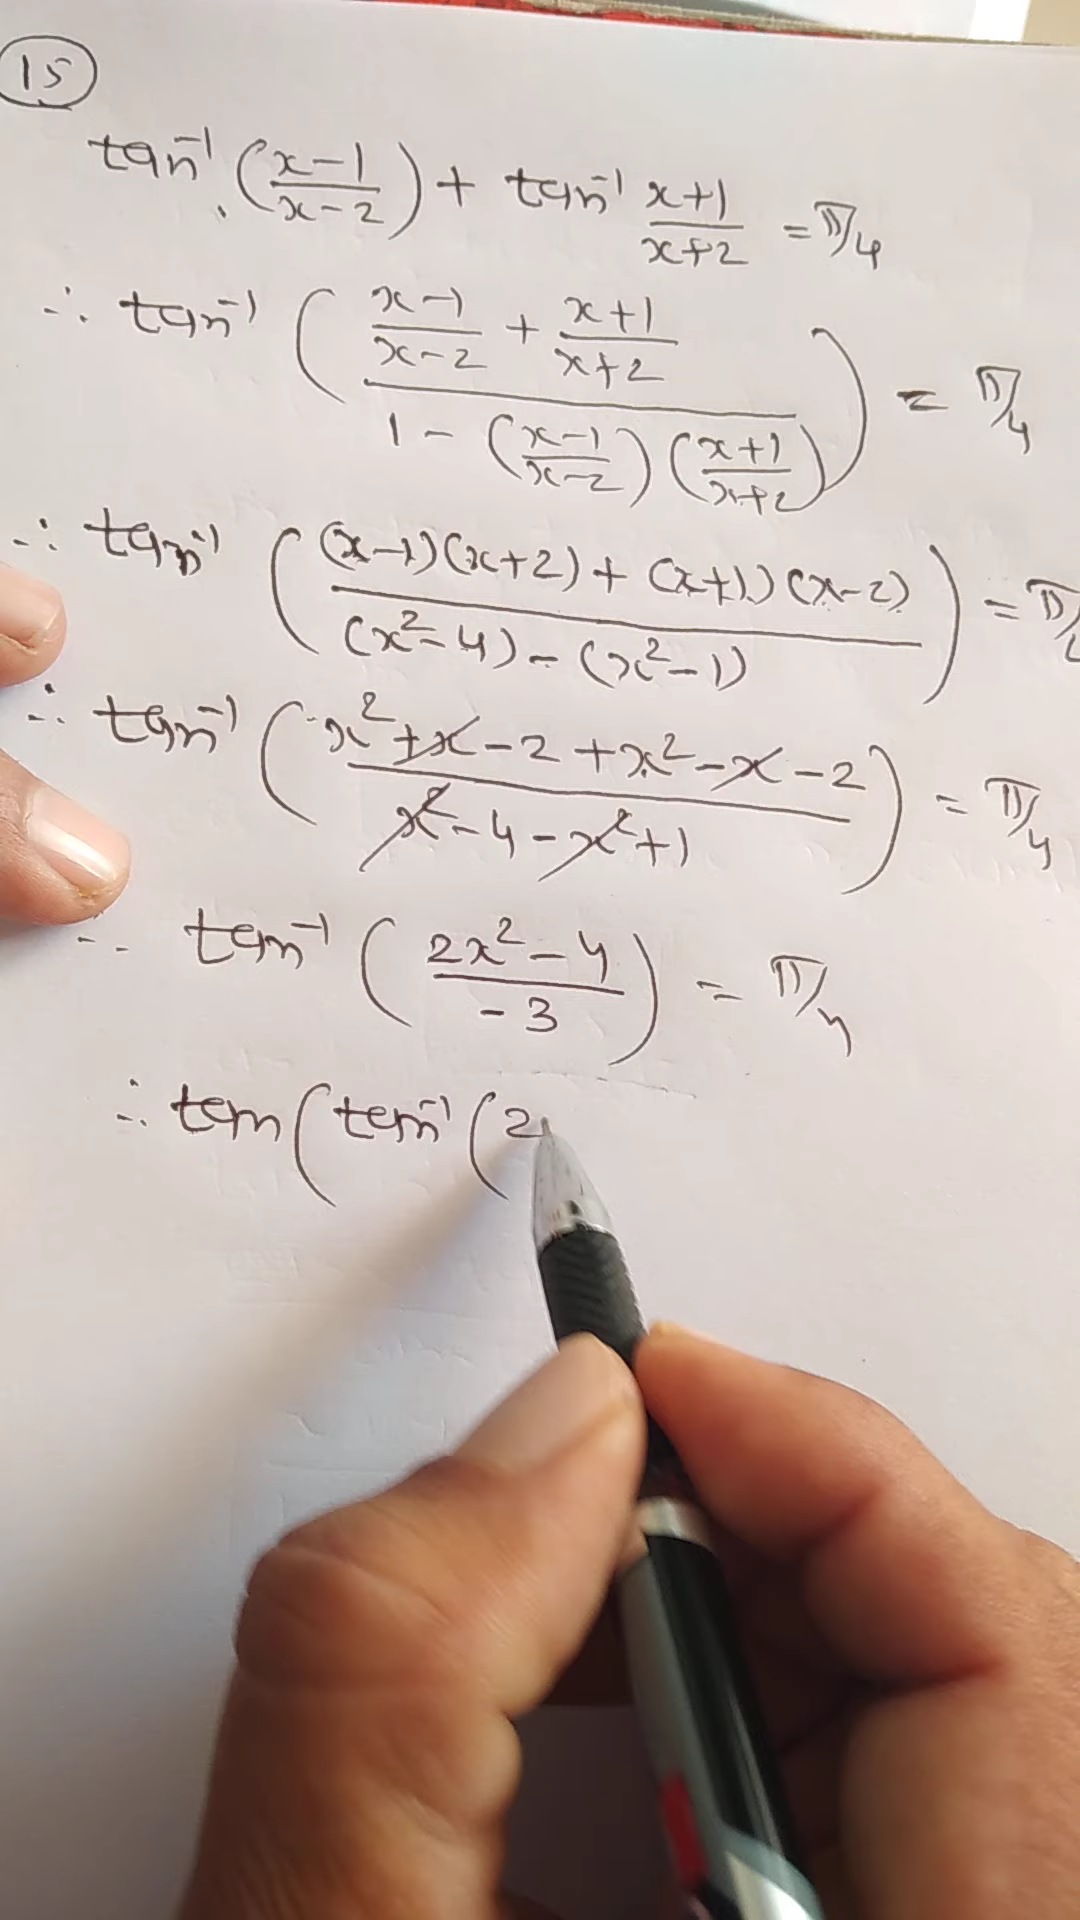 15
tan⁻¹ (x-1/x-2) + tan⁻¹ x+1/x+2 = π/4
∴ tan⁻¹ ( (x-1/x-2 + x+1/x+2) / (1 - (x-1/x-2) (x+1/x+2)) ) = π/4
∴ tan⁻¹ ( ((x-1)(x+2) + (x+1)(x-2)) / ((x²-4) - (x²-1)) ) = π/
∴ tan⁻¹ ( (x²+x-2+x²-x-2) / (x²-4-x²+1) ) = π/4
∴ tan⁻¹ ( (2x²-4) / -3 ) = π/4
∴ tan ( tan⁻¹ ( 2